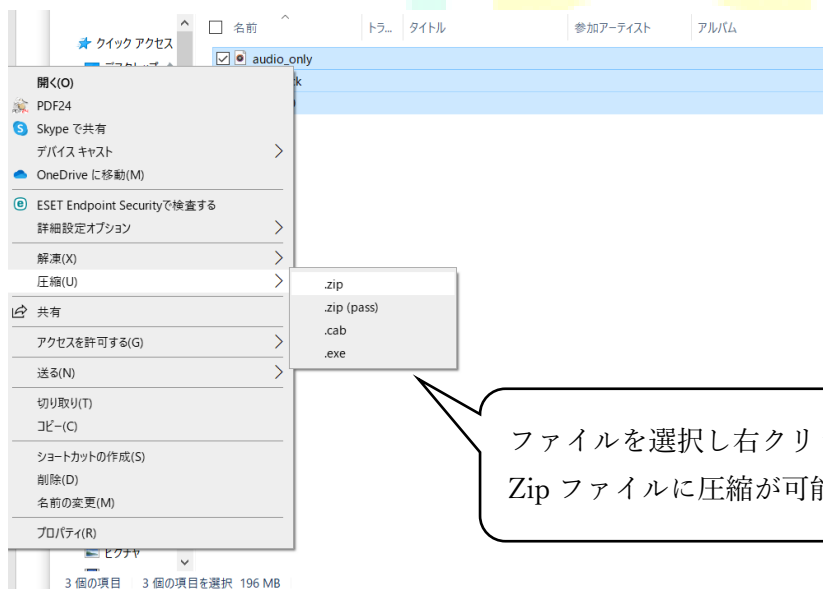 名前 トラ... タイトル 参加アーティスト アルバム
クイック アクセス
audio_only
開く(O)
PDF24
Skype で共有
デバイス キャスト
OneDrive に移動(M)
ESET Endpoint Securityで検査する
詳細設定オプション
解凍(X)
圧縮(U)
共有
アクセスを許可する(G)
送る(N)
切り取り(T)
コピー(C)
ショートカットの作成(S)
削除(D)
名前の変更(M)
プロパティ(R)
.zip
.zip (pass)
.cab
.exe
ファイルを選択し右クリ
Zip ファイルに圧縮が可能
ピクチャ
3 個の項目 3 個の項目を選択 196 MB